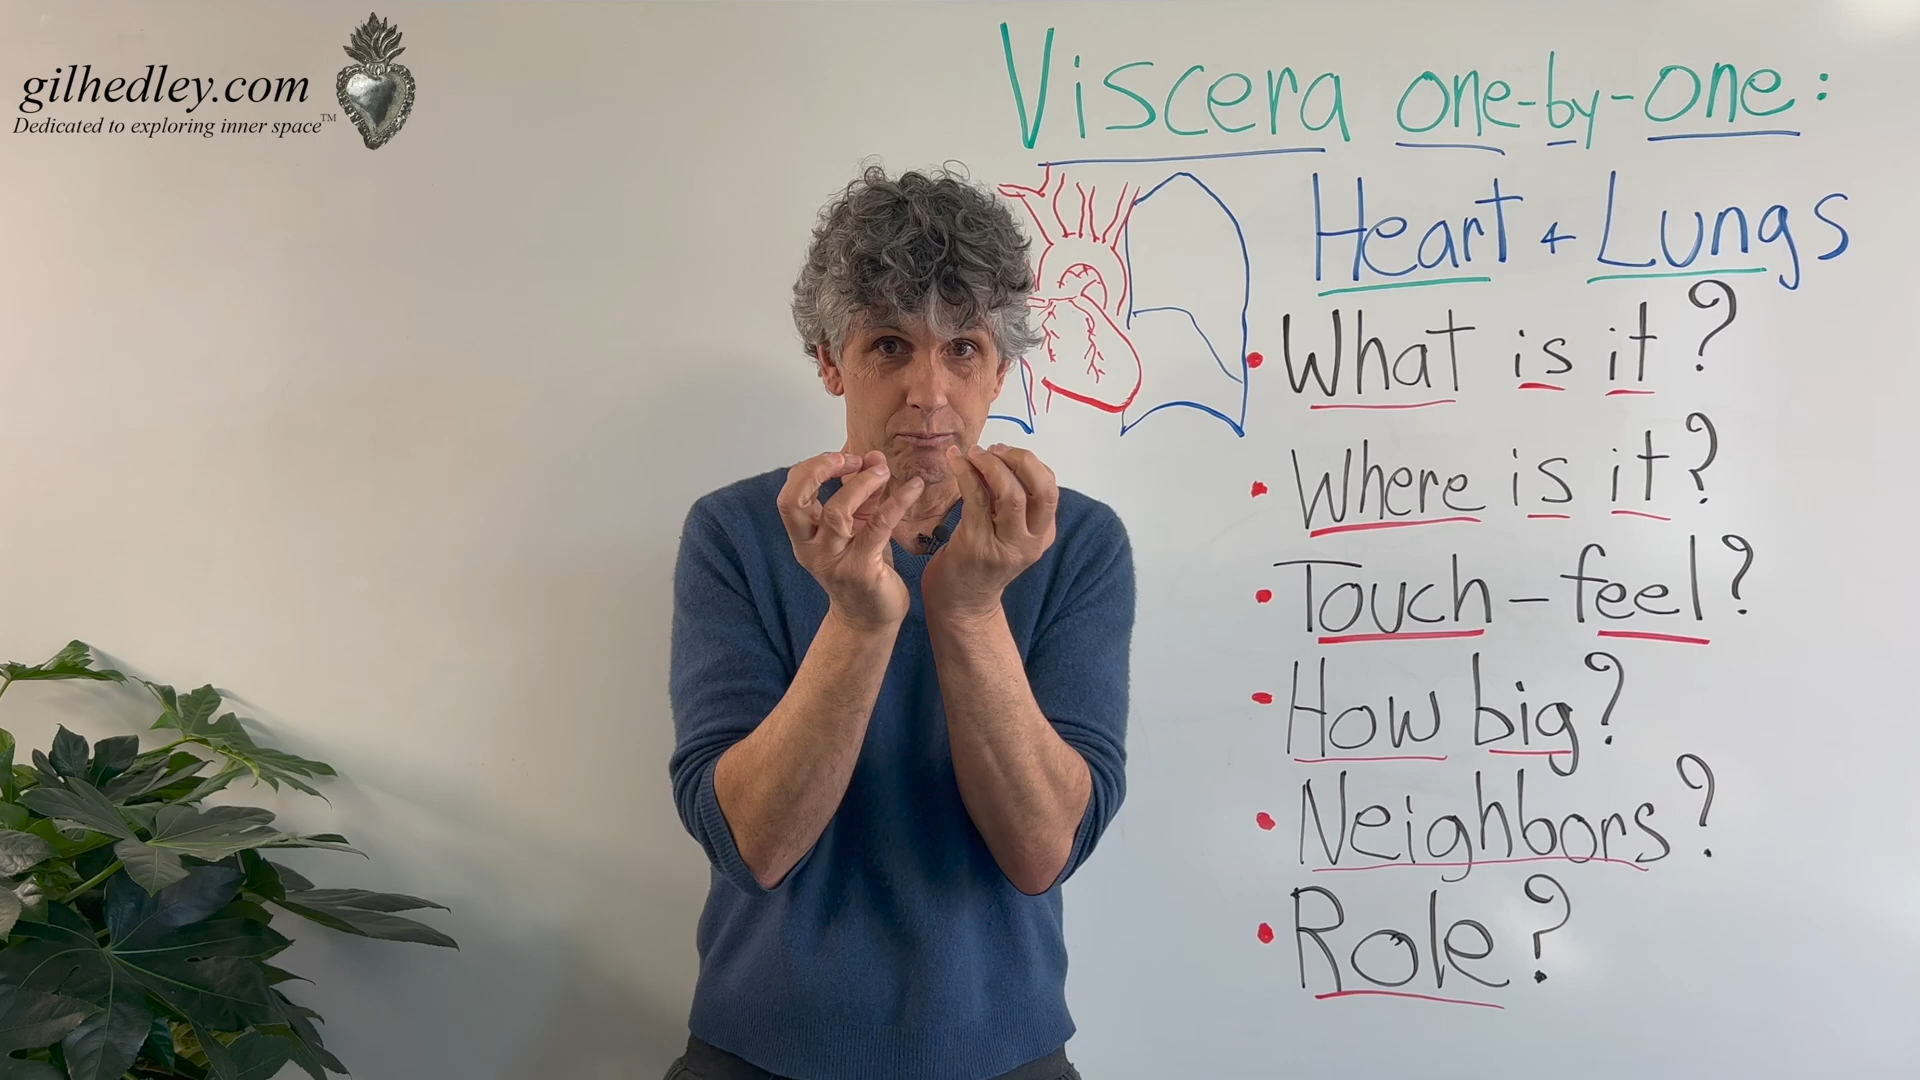 gilhedley.com
Dedicated to exploring inner space™
Viscera one-by-one:
Heart + Lungs
• What is it?
• Where is it?
• Touch - feel?
• How big?
• Neighbors?
• Role?